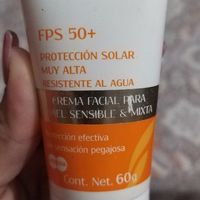 FPS 50+
PROTECCIÓN SOLAR
MUY ALTA
RESISTENTE AL AGUA
CREMA FACIAL PARA
PIEL SENSIBLE & MIXTA
Protección efectiva
sin sensación pegajosa
Cont. Net. 60g